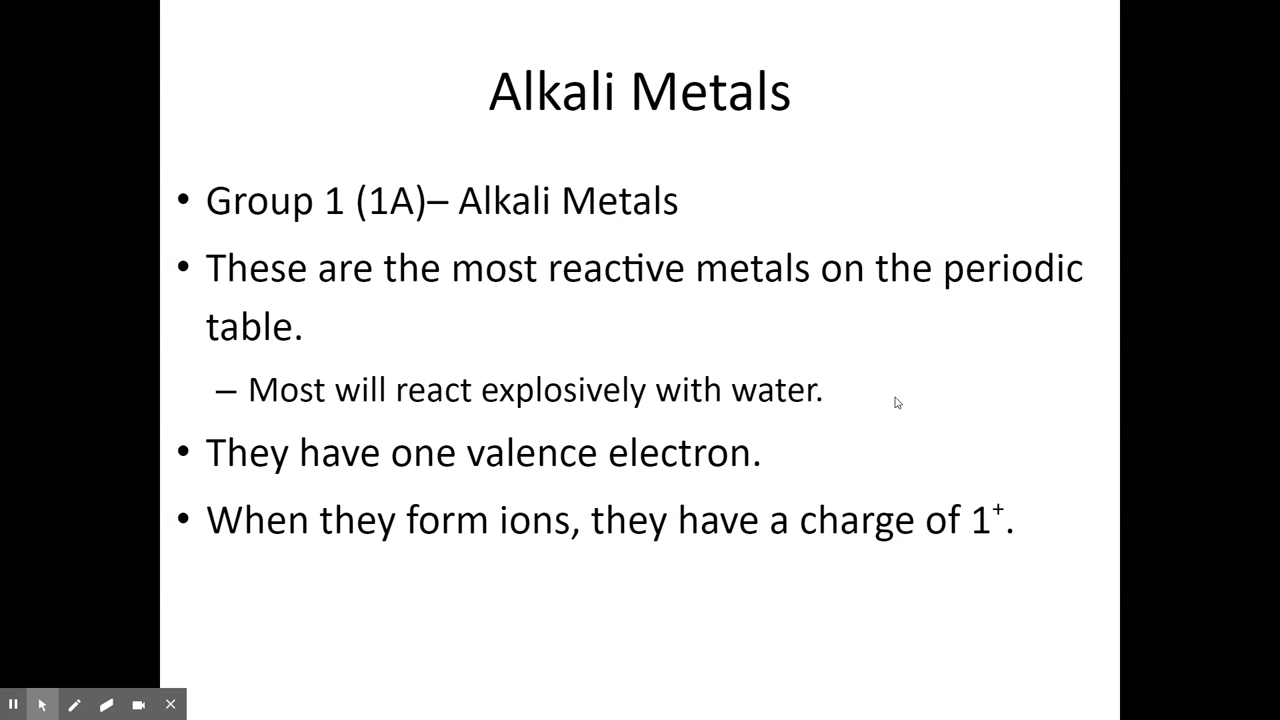 Alkali Metals
• Group 1 (1A)– Alkali Metals
• These are the most reactive metals on the periodic
table.
– Most will react explosively with water.
• They have one valence electron.
• When they form ions, they have a charge of 1⁺.